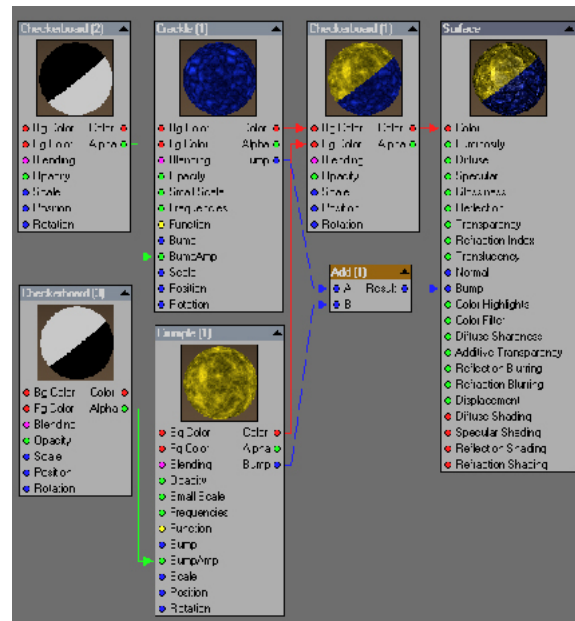 Checkerboard (2)
Bg Color Color
Fg Color Alpha
Blending
Opacity
Scale
Position
Rotation
Crackle (1)
Bg Color Color
Fg Color Alpha
Blending Bump
Opacity
Small Scale
Frequencies
Function
Bump
BumpAmp
Scale
Position
Rotation
Checkerboard (1)
Bg Color Color
Fg Color Alpha
Blending
Opacity
Scale
Position
Rotation
Surface
Color
Luminosity
Diffuse
Specular
Glossiness
Reflection
Transparency
Refraction Index
Translucency
Normal
Bump
Color Highlights
Color Filter
Diffuse Sharpness
Additive Transparency
Reflection Blurring
Refraction Blurring
Displacement
Diffuse Shading
Specular Shading
Reflection Shading
Refraction Shading
Add (1)
A Result
B
Checkerboard (3)
Bg Color Color
Fg Color Alpha
Blending
Opacity
Scale
Position
Rotation
Crumple (1)
Bg Color Color
Fg Color Alpha
Blending Bump
Opacity
Small Scale
Frequencies
Function
Bump
BumpAmp
Scale
Position
Rotation